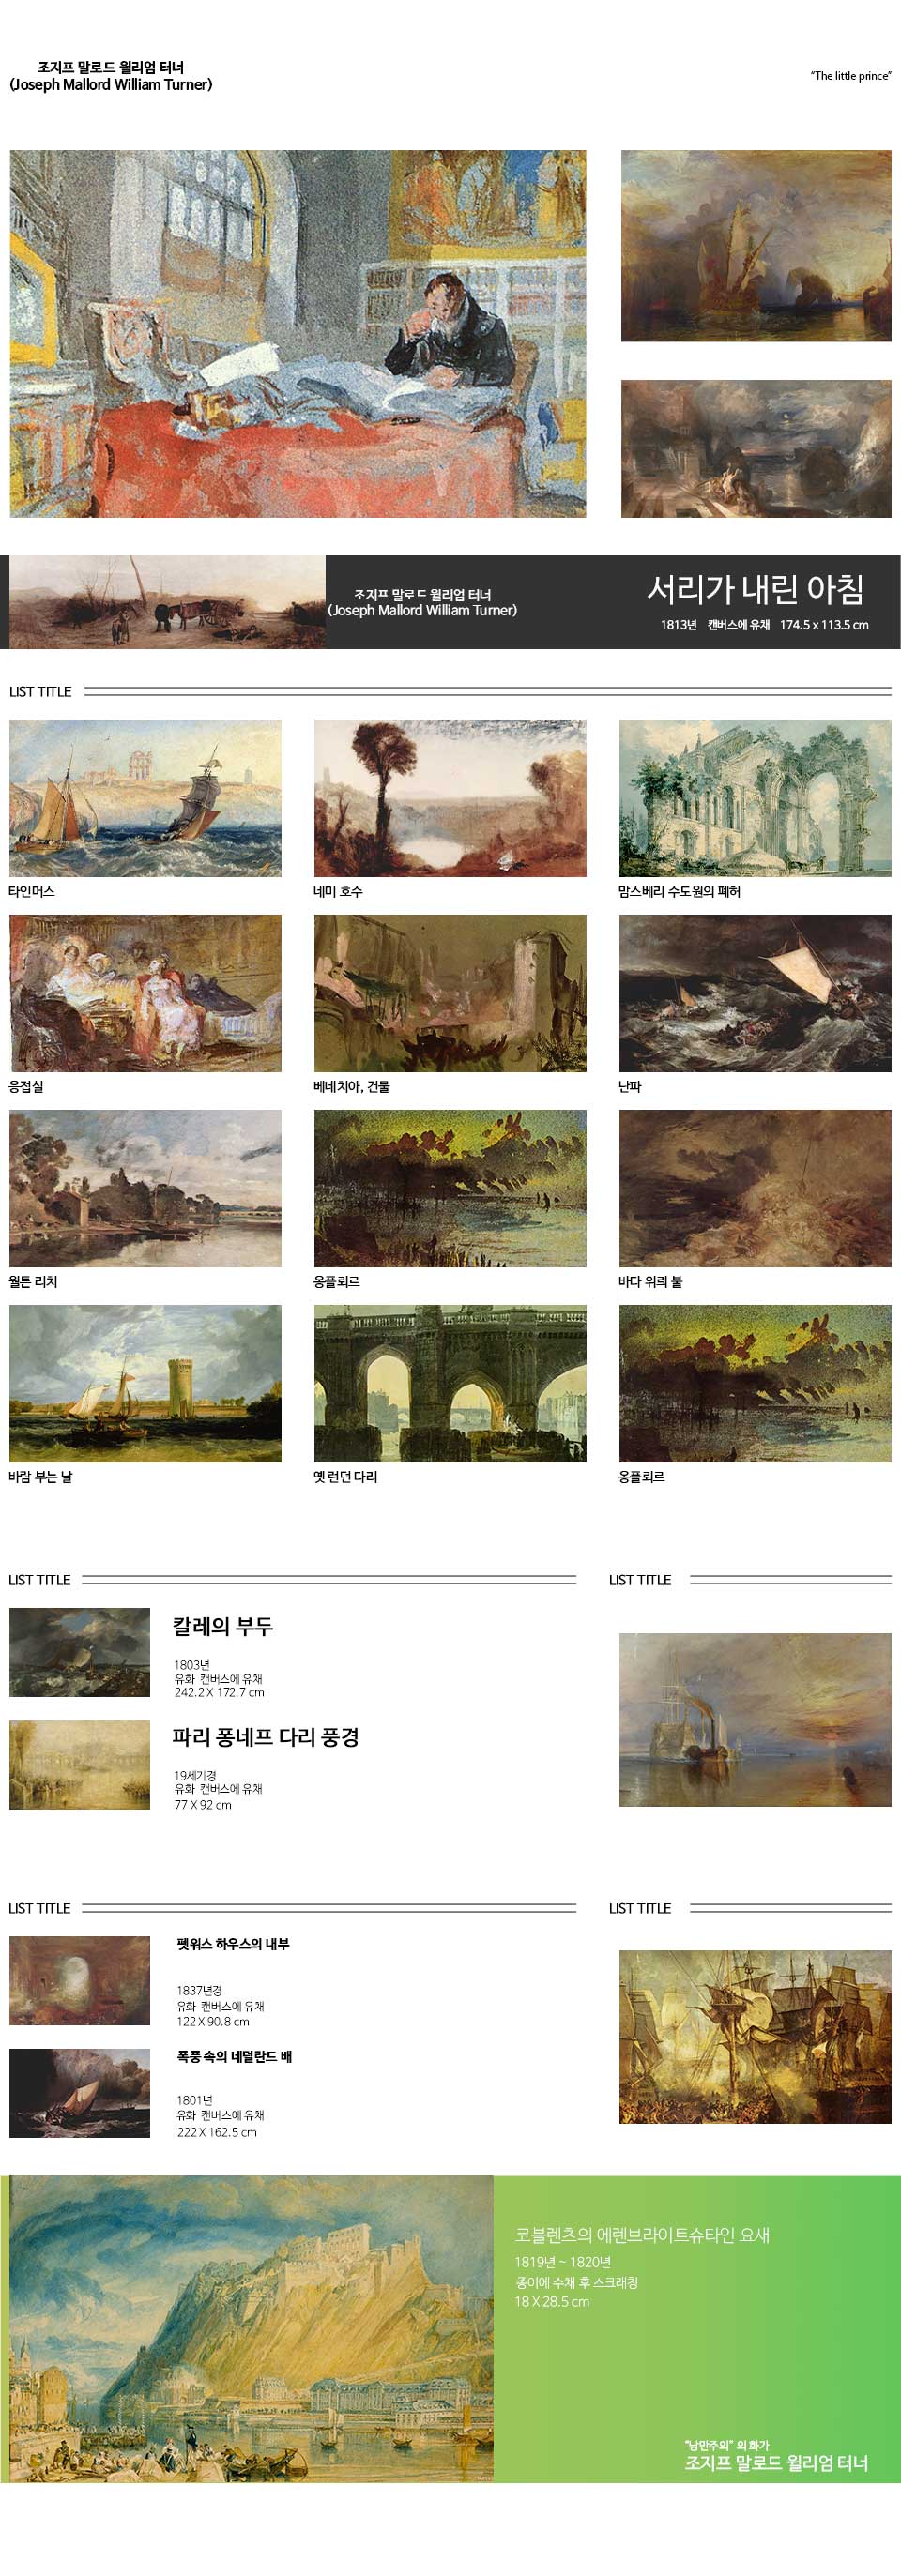 조지프 말로드 윌리엄 터너
(Joseph Mallord William Turner)
“The little prince”
조지프 말로드 윌리엄 터너
(Joseph Mallord William Turner)
서리가 내린 아침
1813년 캔버스에 유채 174.5 x 113.5 cm
LIST TITLE
타인머스
네미 호수
맘스베리 수도원의 폐허
응접실
베네치아, 건물
난파
월튼 리치
옹플뢰르
바다 위릐 불
바람 부는 날
옛 런던 다리
옹플뢰르
LIST TITLE
칼레의 부두
1803년
유화 캔버스에 유채
242.2 X 172.7 cm
파리 퐁네프 다리 풍경
19세기경
유화 캔버스에 유채
77 X 92 cm
LIST TITLE
LIST TITLE
펫워스 하우스의 내부
1837년경
유화 캔버스에 유채
122 X 90.8 cm
폭풍 속의 네덜란드 배
1801년
유화 캔버스에 유채
222 X 162.5 cm
LIST TITLE
코블렌츠의 에렌브라이트슈타인 요새
1819년 ~ 1820년
종이에 수채 후 스크래칭
18 X 28.5 cm
“낭만주의” 의 화가
조지프 말로드 윌리엄 터너